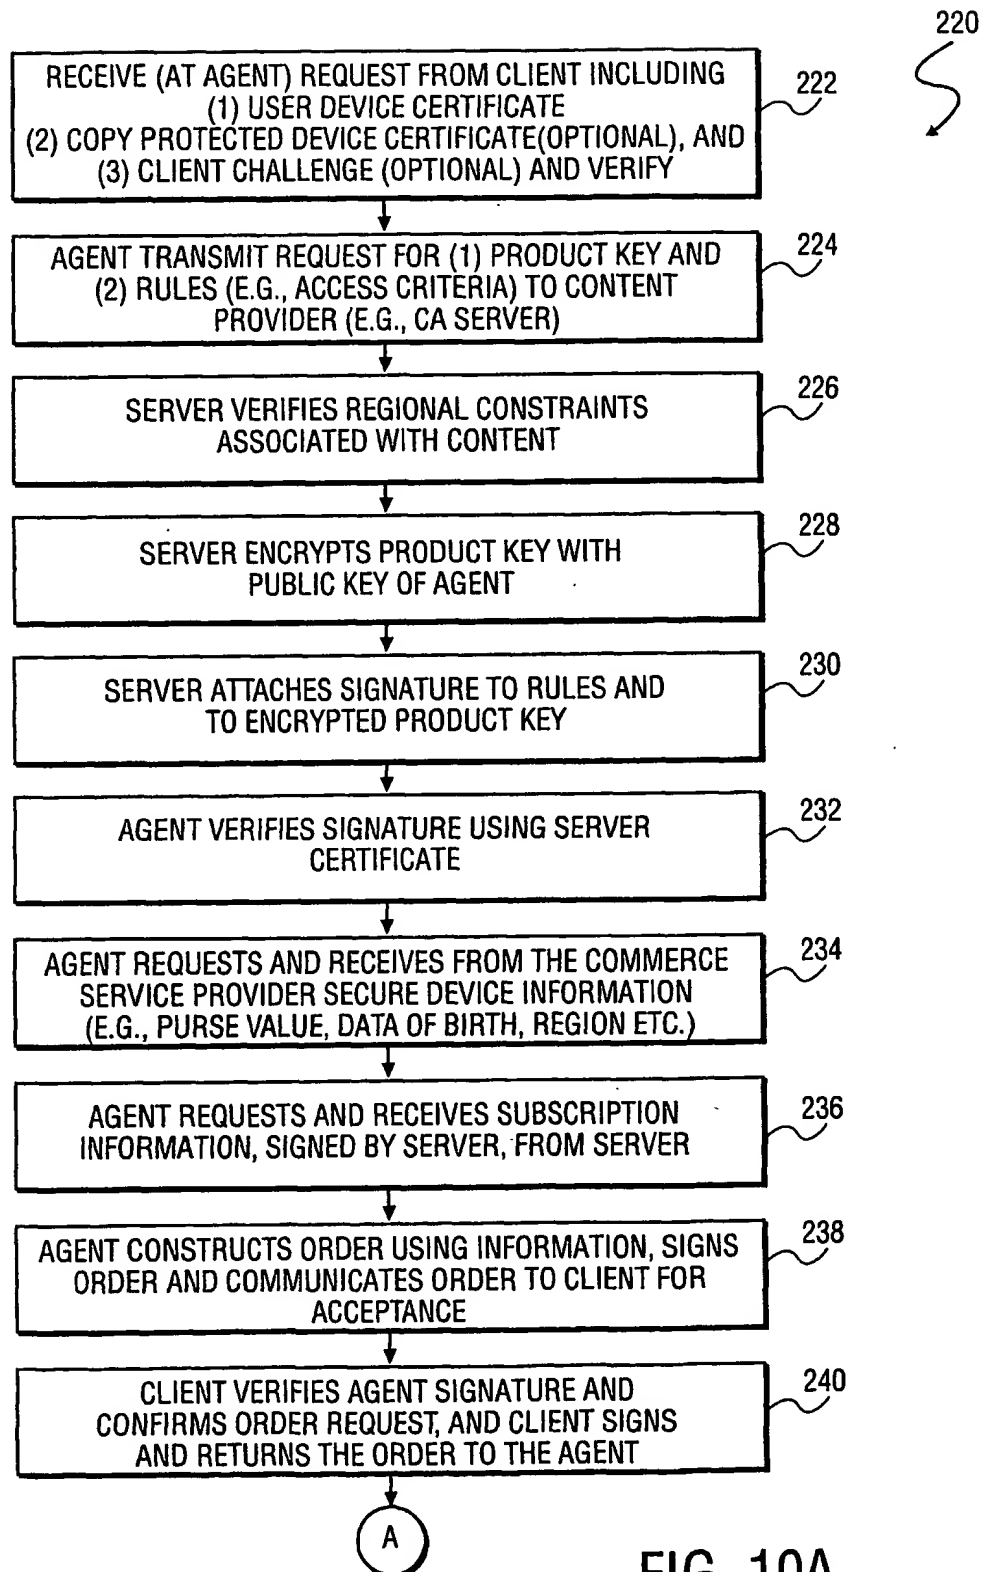 220
RECEIVE (AT AGENT) REQUEST FROM CLIENT INCLUDING
(1) USER DEVICE CERTIFICATE
(2) COPY PROTECTED DEVICE CERTIFICATE(OPTIONAL), AND
(3) CLIENT CHALLENGE (OPTIONAL) AND VERIFY
222
AGENT TRANSMIT REQUEST FOR (1) PRODUCT KEY AND
(2) RULES (E.G., ACCESS CRITERIA) TO CONTENT
PROVIDER (E.G., CA SERVER)
224
SERVER VERIFIES REGIONAL CONSTRAINTS
ASSOCIATED WITH CONTENT
226
SERVER ENCRYPTS PRODUCT KEY WITH
PUBLIC KEY OF AGENT
228
SERVER ATTACHES SIGNATURE TO RULES AND
TO ENCRYPTED PRODUCT KEY
230
AGENT VERIFIES SIGNATURE USING SERVER
CERTIFICATE
232
AGENT REQUESTS AND RECEIVES FROM THE COMMERCE
SERVICE PROVIDER SECURE DEVICE INFORMATION
(E.G., PURSE VALUE, DATA OF BIRTH, REGION ETC.)
234
AGENT REQUESTS AND RECEIVES SUBSCRIPTION
INFORMATION, SIGNED BY SERVER, FROM SERVER
236
AGENT CONSTRUCTS ORDER USING INFORMATION, SIGNS
ORDER AND COMMUNICATES ORDER TO CLIENT FOR
ACCEPTANCE
238
CLIENT VERIFIES AGENT SIGNATURE AND
CONFIRMS ORDER REQUEST, AND CLIENT SIGNS
AND RETURNS THE ORDER TO THE AGENT
240
A
FIG. 10A